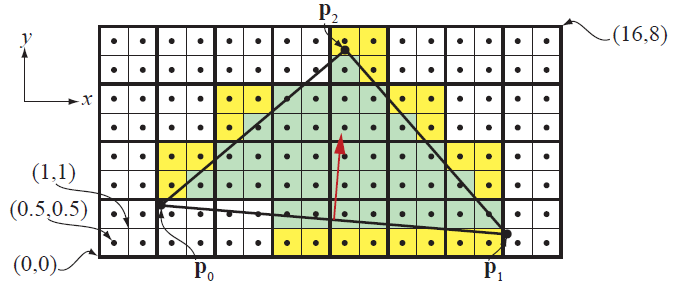 p2
(16,8)
y
x
(1,1)
(0.5,0.5)
(0,0)
p0
p1